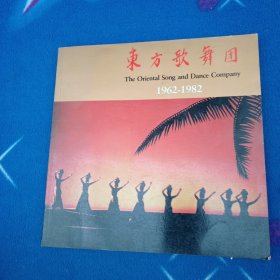 東方歌舞团
The Oriental Song and Dance Company
1962-1982